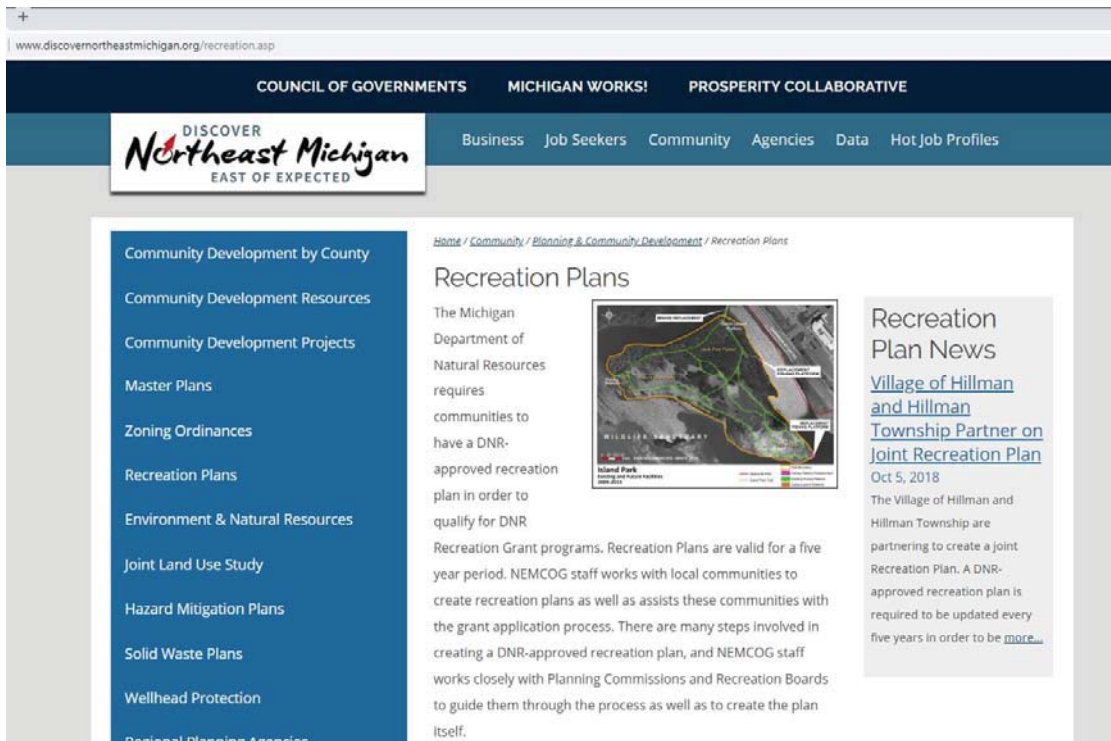 +
www.discovernortheastmichigan.org/recreation.asp
COUNCIL OF GOVERNMENTS MICHIGAN WORKS! PROSPERITY COLLABORATIVE
DISCOVER
Northeast Michigan
EAST OF EXPECTED
Business Job Seekers Community Agencies Data Hot Job Profiles
Community Development by County
Community Development Resources
Community Development Projects
Master Plans
Zoning Ordinances
Recreation Plans
Environment & Natural Resources
Joint Land Use Study
Hazard Mitigation Plans
Solid Waste Plans
Wellhead Protection
Regional Planning Agencies
Home / Community / Planning & Community Development / Recreation Plans
Recreation Plans
The Michigan
Department of
Natural Resources
requires
communities to
have a DNR-
approved recreation
plan in order to
qualify for DNR
Recreation Grant programs. Recreation Plans are valid for a five
year period. NEMCOG staff works with local communities to
create recreation plans as well as assists these communities with
the grant application process. There are many steps involved in
creating a DNR-approved recreation plan, and NEMCOG staff
works closely with Planning Commissions and Recreation Boards
to guide them through the process as well as to create the plan
itself.
WILDLIFE SANCTUARY
Island Park
Existing and Future Facilities
Recreation
Plan News
Village of Hillman
and Hillman
Township Partner on
Joint Recreation Plan
Oct 5, 2018
The Village of Hillman and
Hillman Township are
partnering to create a joint
Recreation Plan. A DNR-
approved recreation plan is
required to be updated every
five years in order to be more...